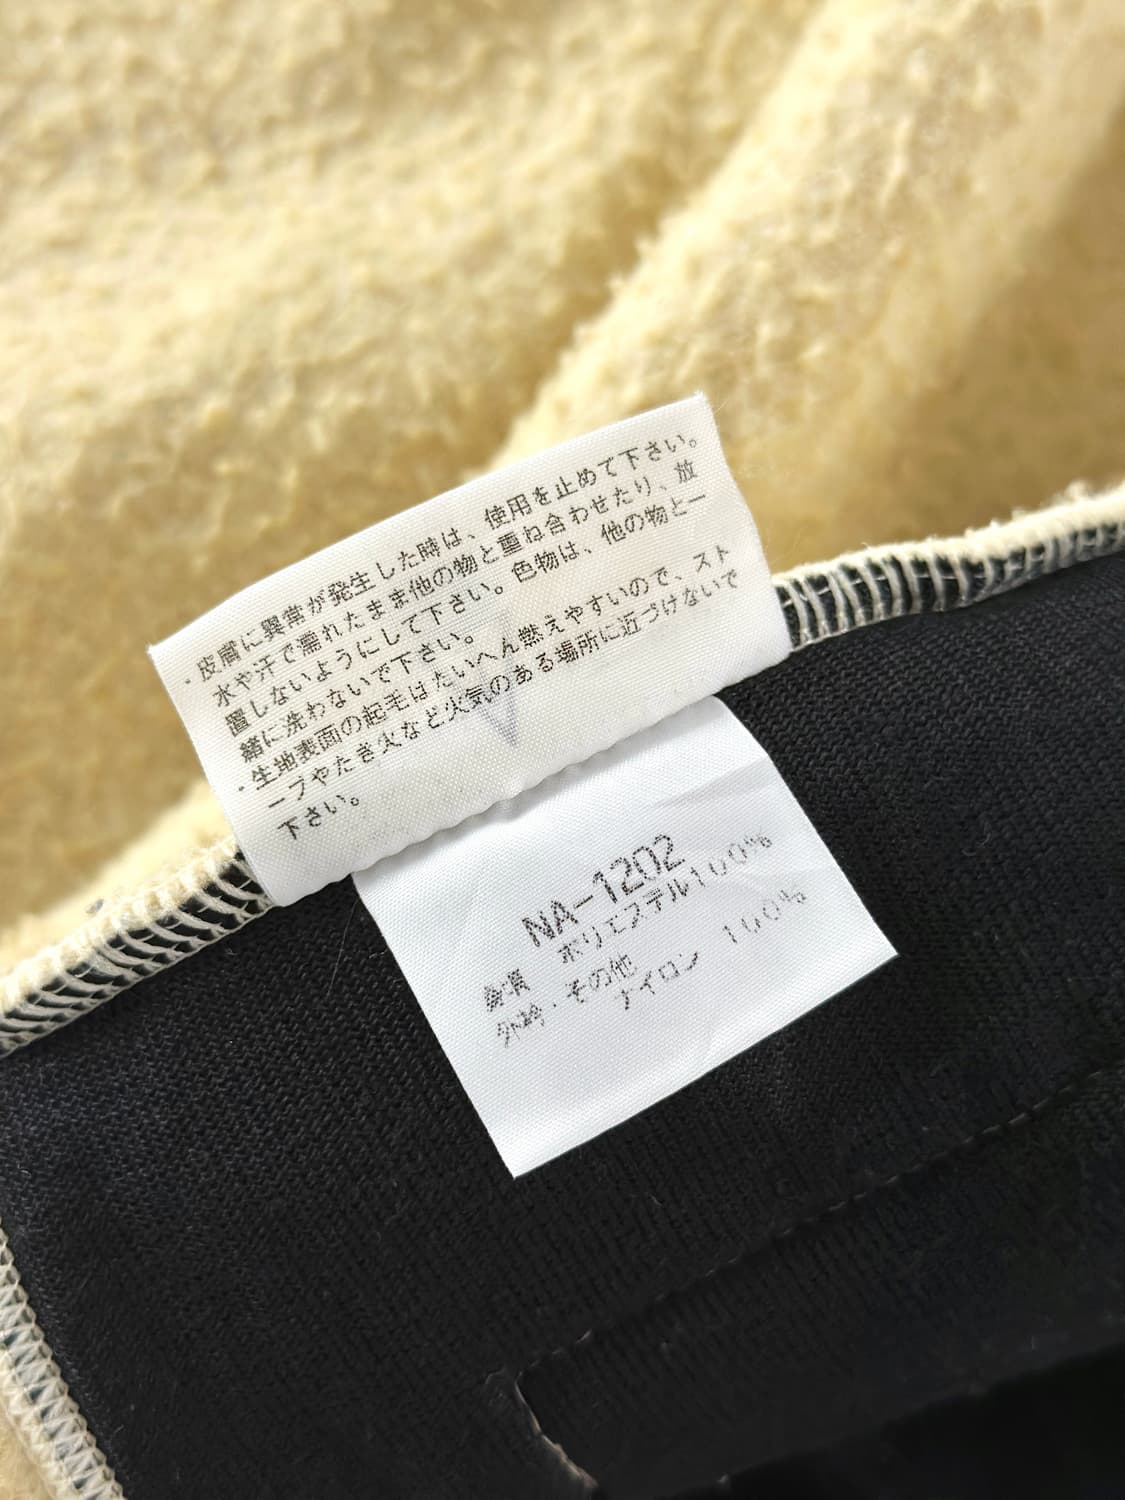 ・皮膚に異常が発生した時は、使用を止めて下さい。
水や汗で濡れたまま他の物と重ね合わせたり、放
置しないようにして下さい。色物は、他の物と一
緒に洗わないで下さい。
・生地表面の起毛はたいへん燃えやすいので、スト
ーブやたき火など火気のある場所に近づけないで
下さい。
NA-1202
ポリエステル100%
・その他
ナイロン 100%